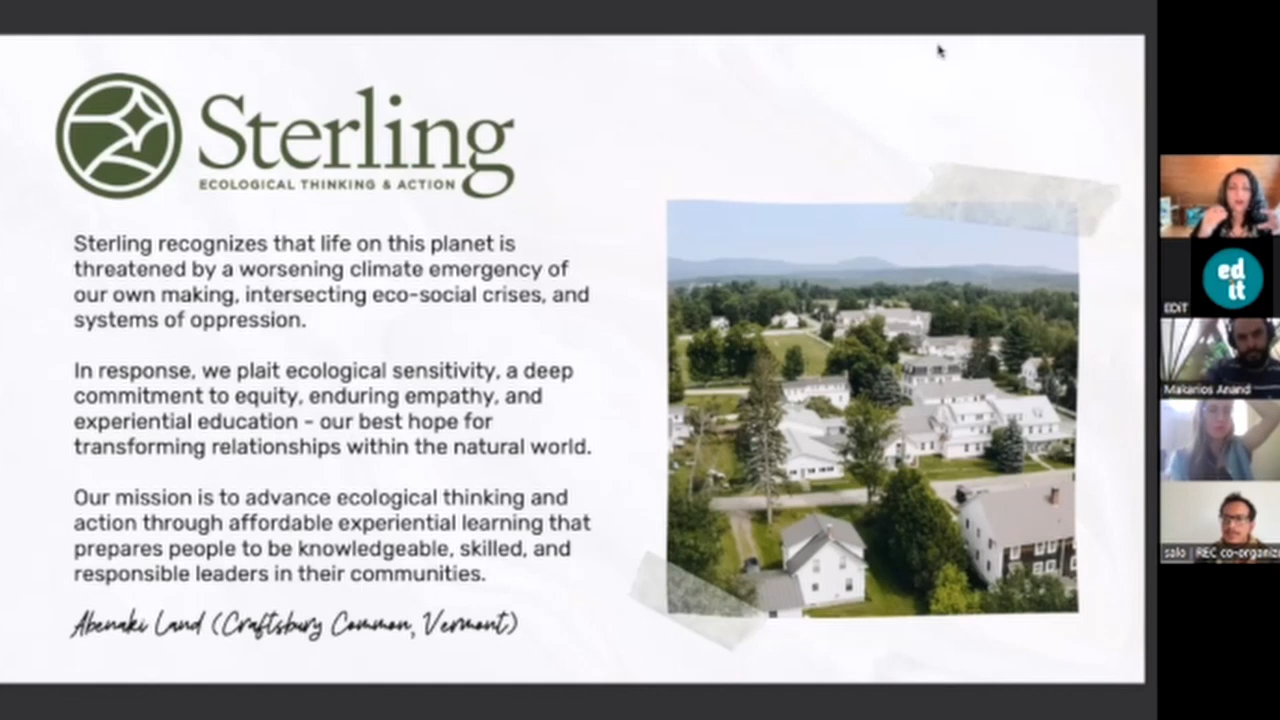 Sterling
ECOLOGICAL THINKING & ACTION
Sterling recognizes that life on this planet is
threatened by a worsening climate emergency of
our own making, intersecting eco-social crises, and
systems of oppression.
In response, we plait ecological sensitivity, a deep
commitment to equity, enduring empathy, and
experiential education - our best hope for
transforming relationships within the natural world.
Our mission is to advance ecological thinking and
action through affordable experiential learning that
prepares people to be knowledgeable, skilled, and
responsible leaders in their communities.
Abenaki Land (Craftsbury Common, Vermont)
ed
it
EDIT
Makarios Anand
salo | REC co-organiz